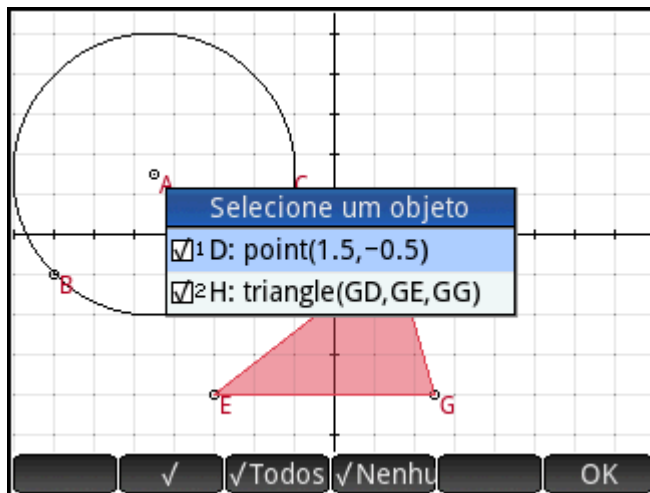 A
C
Selecione um objeto
1 D: point(1.5,−0.5)
2 H: triangle(GD,GE,GG)
B
E
G
√ √Todos √Nenhu OK